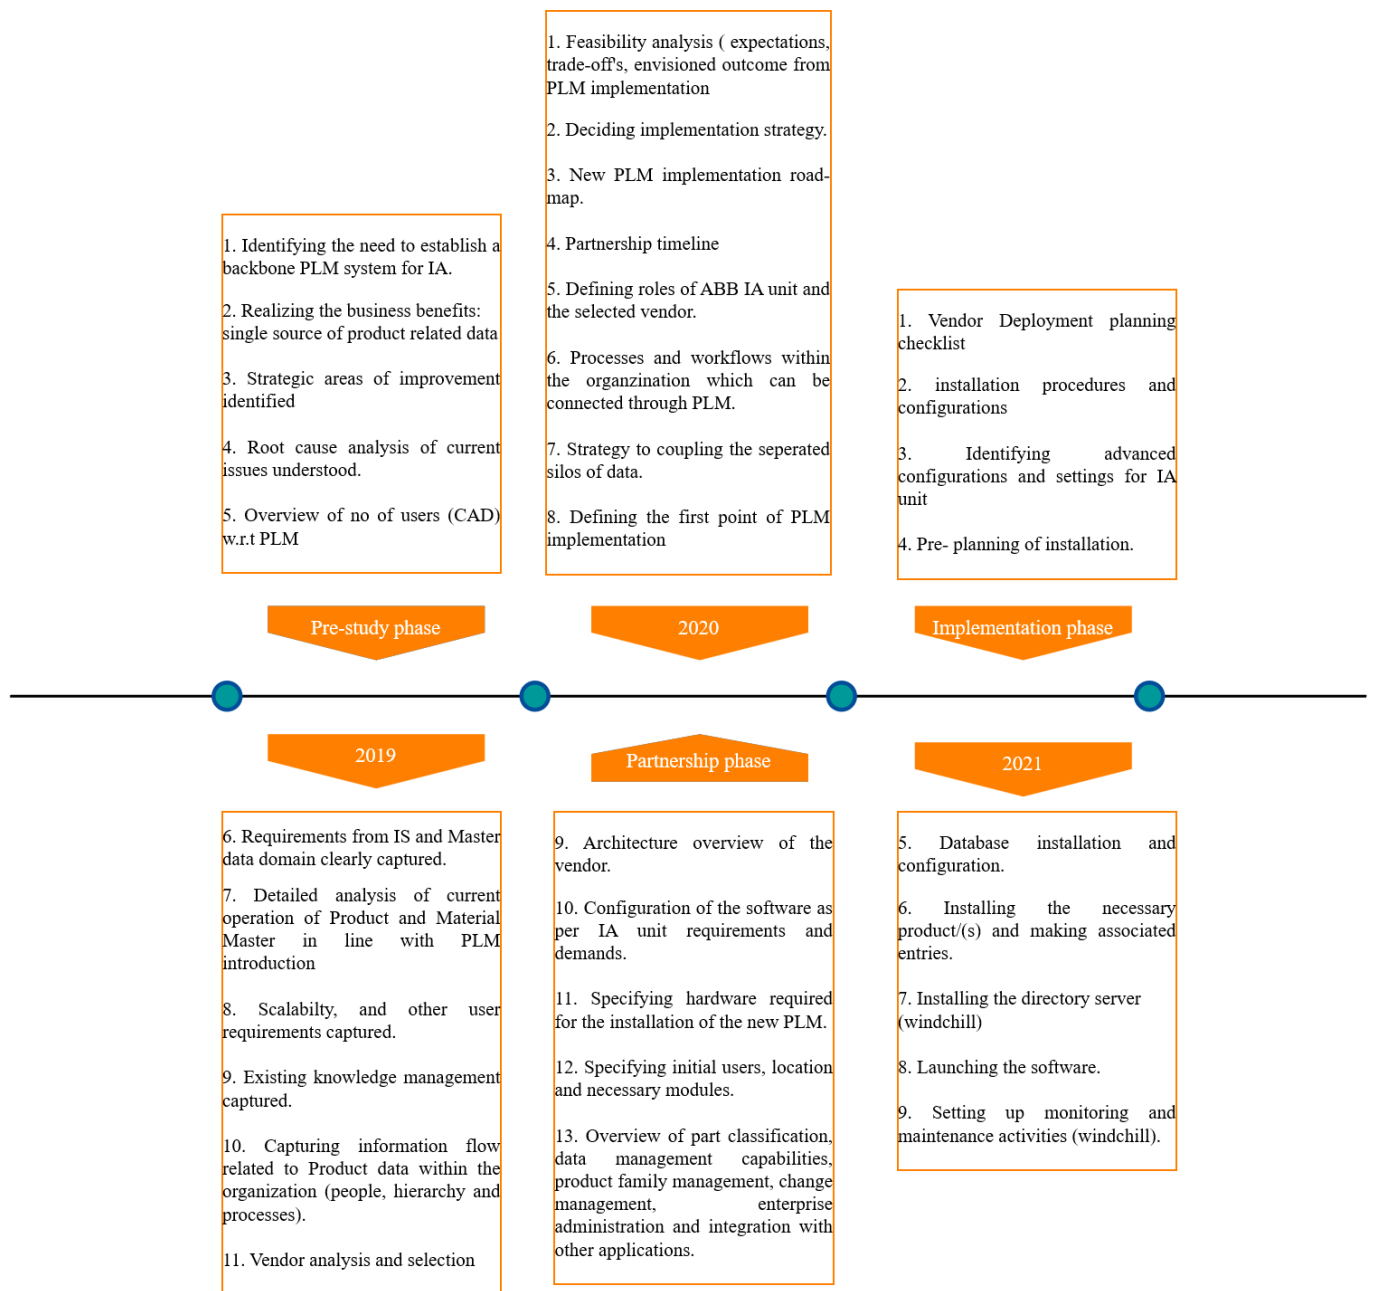 1. Identifying the need to establish a
backbone PLM system for IA.
2. Realizing the business benefits:
single source of product related data
3. Strategic areas of improvement
identified
4. Root cause analysis of current
issues understood.
5. Overview of no of users (CAD)
w.r.t PLM
1. Feasibility analysis ( expectations,
trade-off's, envisioned outcome from
PLM implementation
2. Deciding implementation strategy.
3. New PLM implementation road-
map.
4. Partnership timeline
5. Defining roles of ABB IA unit and
the selected vendor.
6. Processes and workflows within
the organzination which can be
connected through PLM.
7. Strategy to coupling the seperated
silos of data.
8. Defining the first point of PLM
implementation
1. Vendor Deployment planning
checklist
2. installation procedures and
configurations
3. Identifying advanced
configurations and settings for IA
unit
4. Pre- planning of installation.
Pre-study phase
2020
Implementation phase
2019
Partnership phase
2021
6. Requirements from IS and Master
data domain clearly captured.
7. Detailed analysis of current
operation of Product and Material
Master in line with PLM
introduction
8. Scalabilty, and other user
requirements captured.
9. Existing knowledge management
captured.
10. Capturing information flow
related to Product data within the
organization (people, hierarchy and
processes).
11. Vendor analysis and selection
9. Architecture overview of the
vendor.
10. Configuration of the software as
per IA unit requirements and
demands.
11. Specifying hardware required
for the installation of the new PLM.
12. Specifying initial users, location
and necessary modules.
13. Overview of part classification,
data management capabilities,
product family management, change
management, enterprise
administration and integration with
other applications.
5. Database installation and
configuration.
6. Installing the necessary
product/(s) and making associated
entries.
7. Installing the directory server
(windchill)
8. Launching the software.
9. Setting up monitoring and
maintenance activities (windchill).